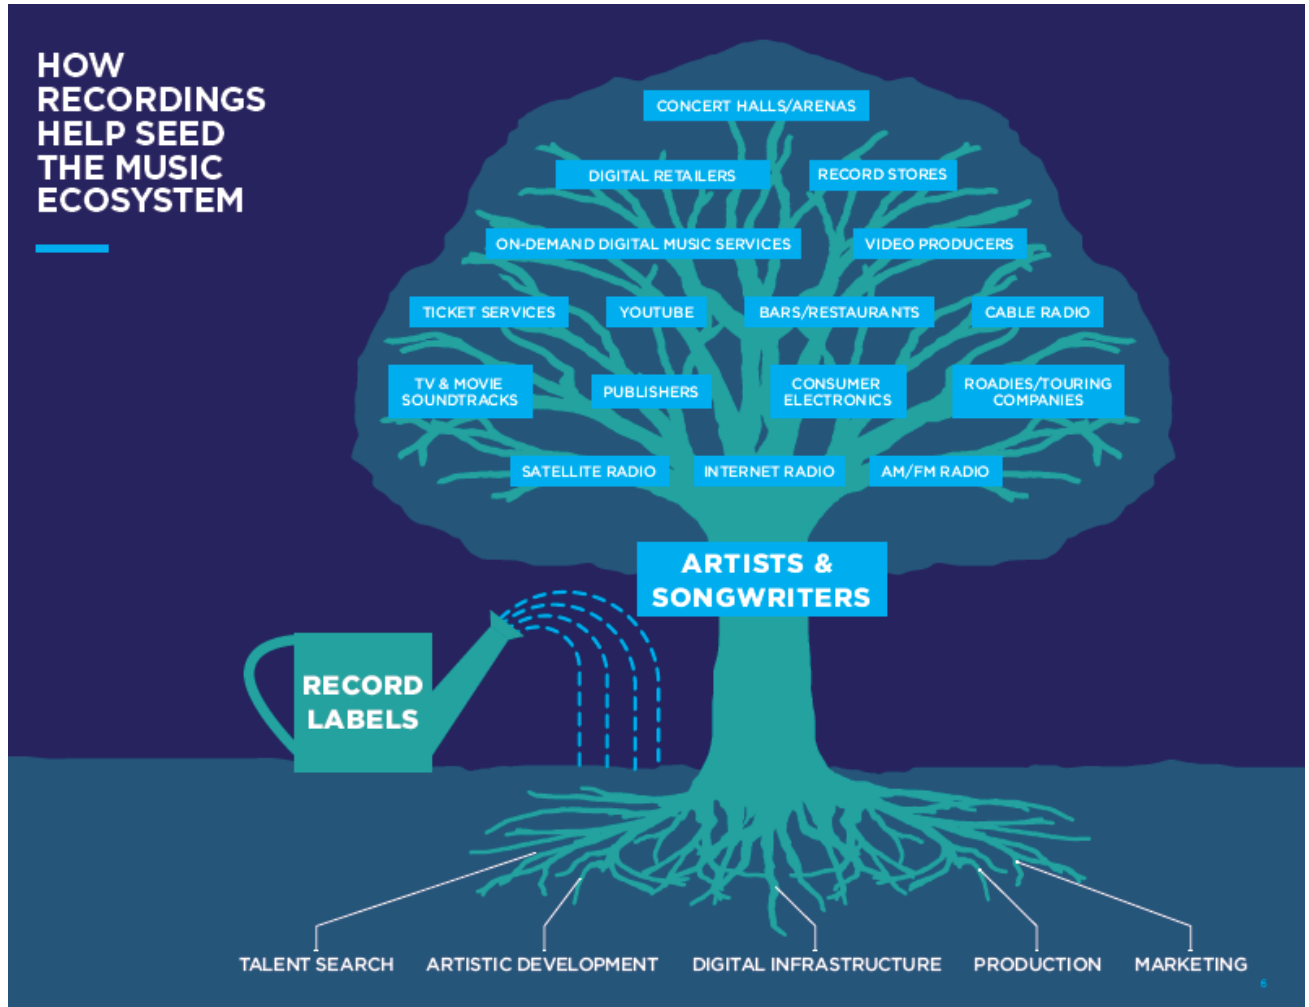 HOW
RECORDINGS
HELP SEED
THE MUSIC
ECOSYSTEM
CONCERT HALLS/ARENAS
DIGITAL RETAILERS
RECORD STORES
ON-DEMAND DIGITAL MUSIC SERVICES
VIDEO PRODUCERS
TICKET SERVICES
YOUTUBE
BARS/RESTAURANTS
CABLE RADIO
TV & MOVIE
SOUNDTRACKS
PUBLISHERS
CONSUMER
ELECTRONICS
ROADIES/TOURING
COMPANIES
SATELLITE RADIO
INTERNET RADIO
AM/FM RADIO
ARTISTS &
SONGWRITERS
RECORD
LABELS
TALENT SEARCH
ARTISTIC DEVELOPMENT
DIGITAL INFRASTRUCTURE
PRODUCTION
MARKETING
6